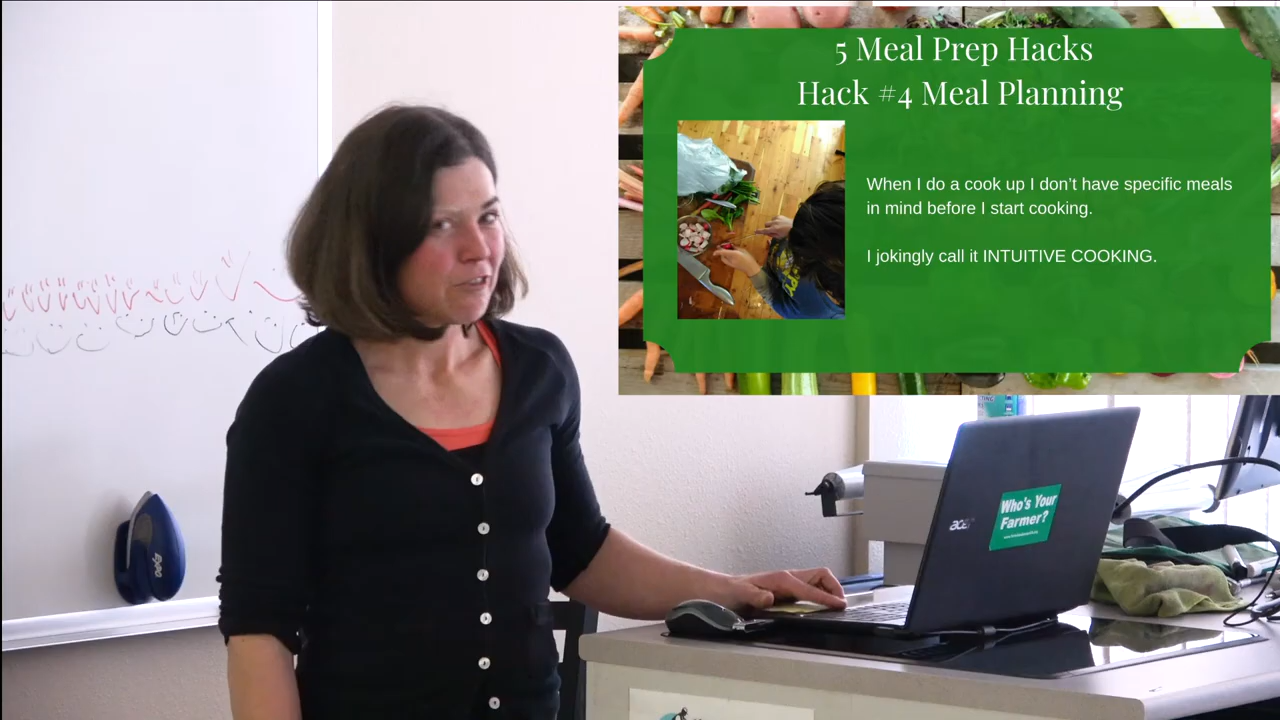 5 Meal Prep Hacks
Hack #4 Meal Planning
When I do a cook up I don't have specific meals
in mind before I start cooking.
I jokingly call it INTUITIVE COOKING.
EXPO
acer
Who's Your
Farmer?